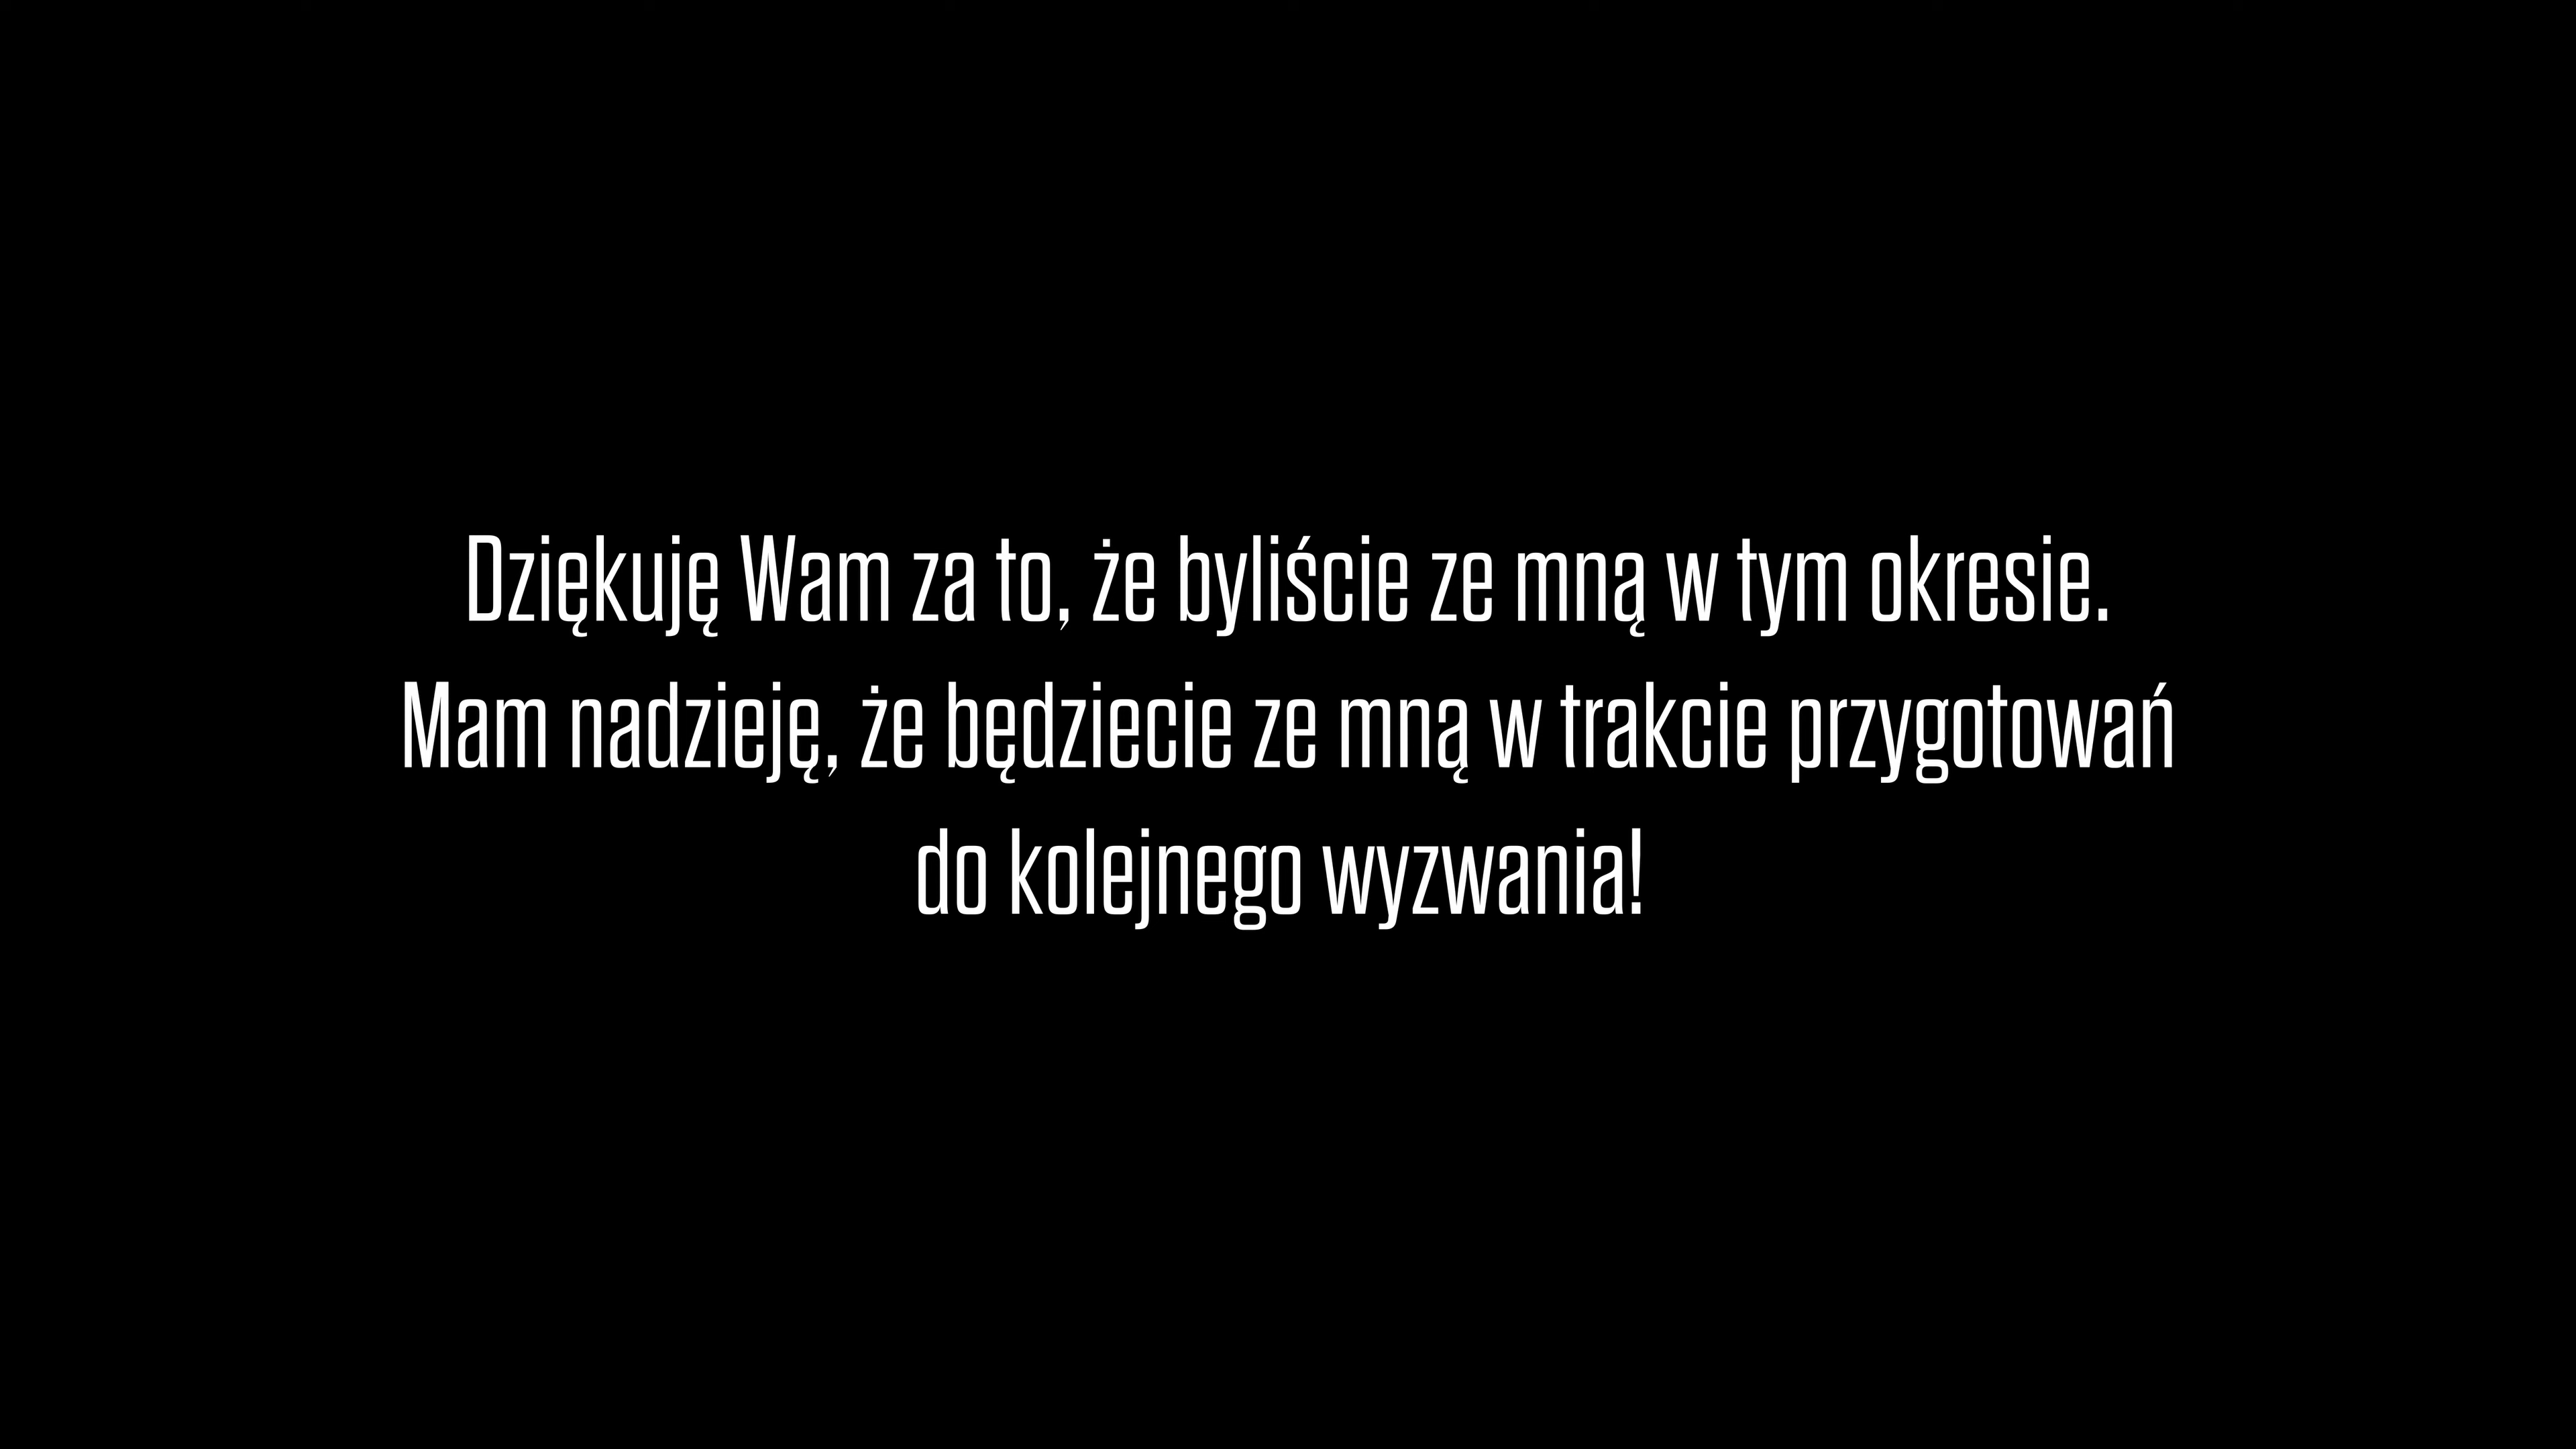 Dziękuję Wam za to, że byliście ze mną w tym okresie.
Mam nadzieję, że będziecie ze mną w trakcie przygotowań
do kolejnego wyzwania!